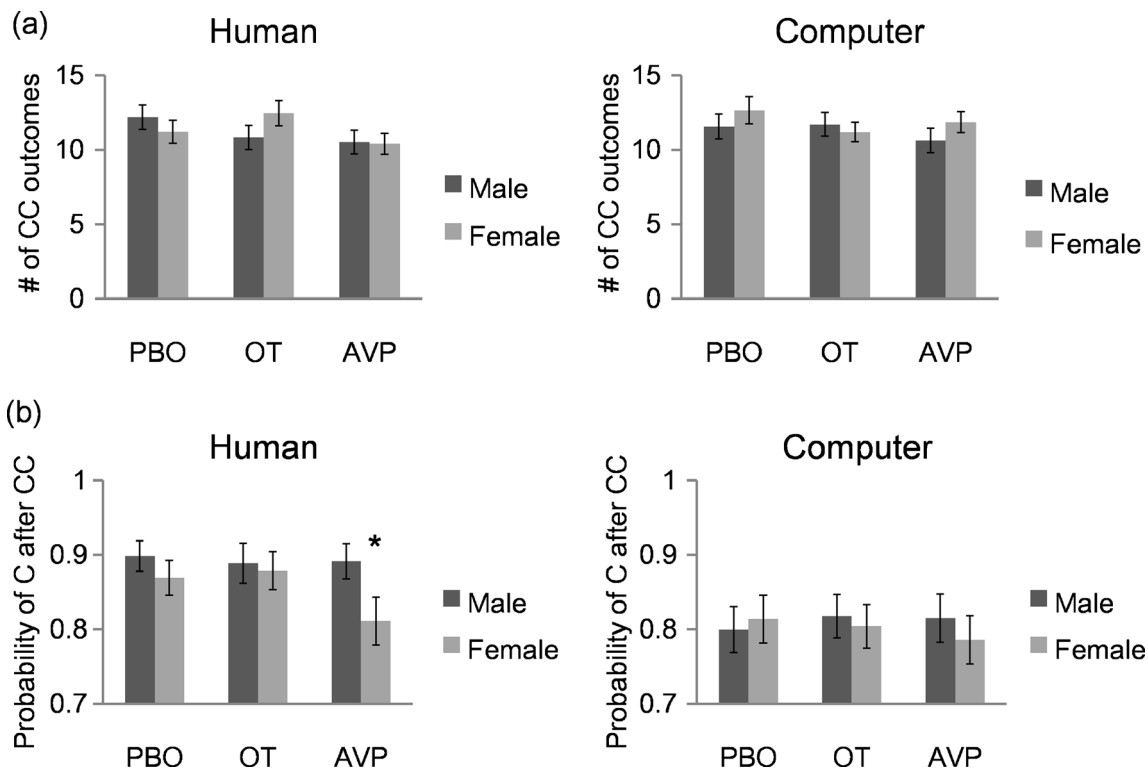 (a)
Human
Computer
# of CC outcomes
15
10
5
0
PBO OT AVP
Male
Female
# of CC outcomes
15
10
5
0
PBO OT AVP
Male
Female
(b)
Human
Computer
Probability of C after CC
1
0.9
0.8
0.7
*
PBO OT AVP
Male
Female
Probability of C after CC
1
0.9
0.8
0.7
PBO OT AVP
Male
Female